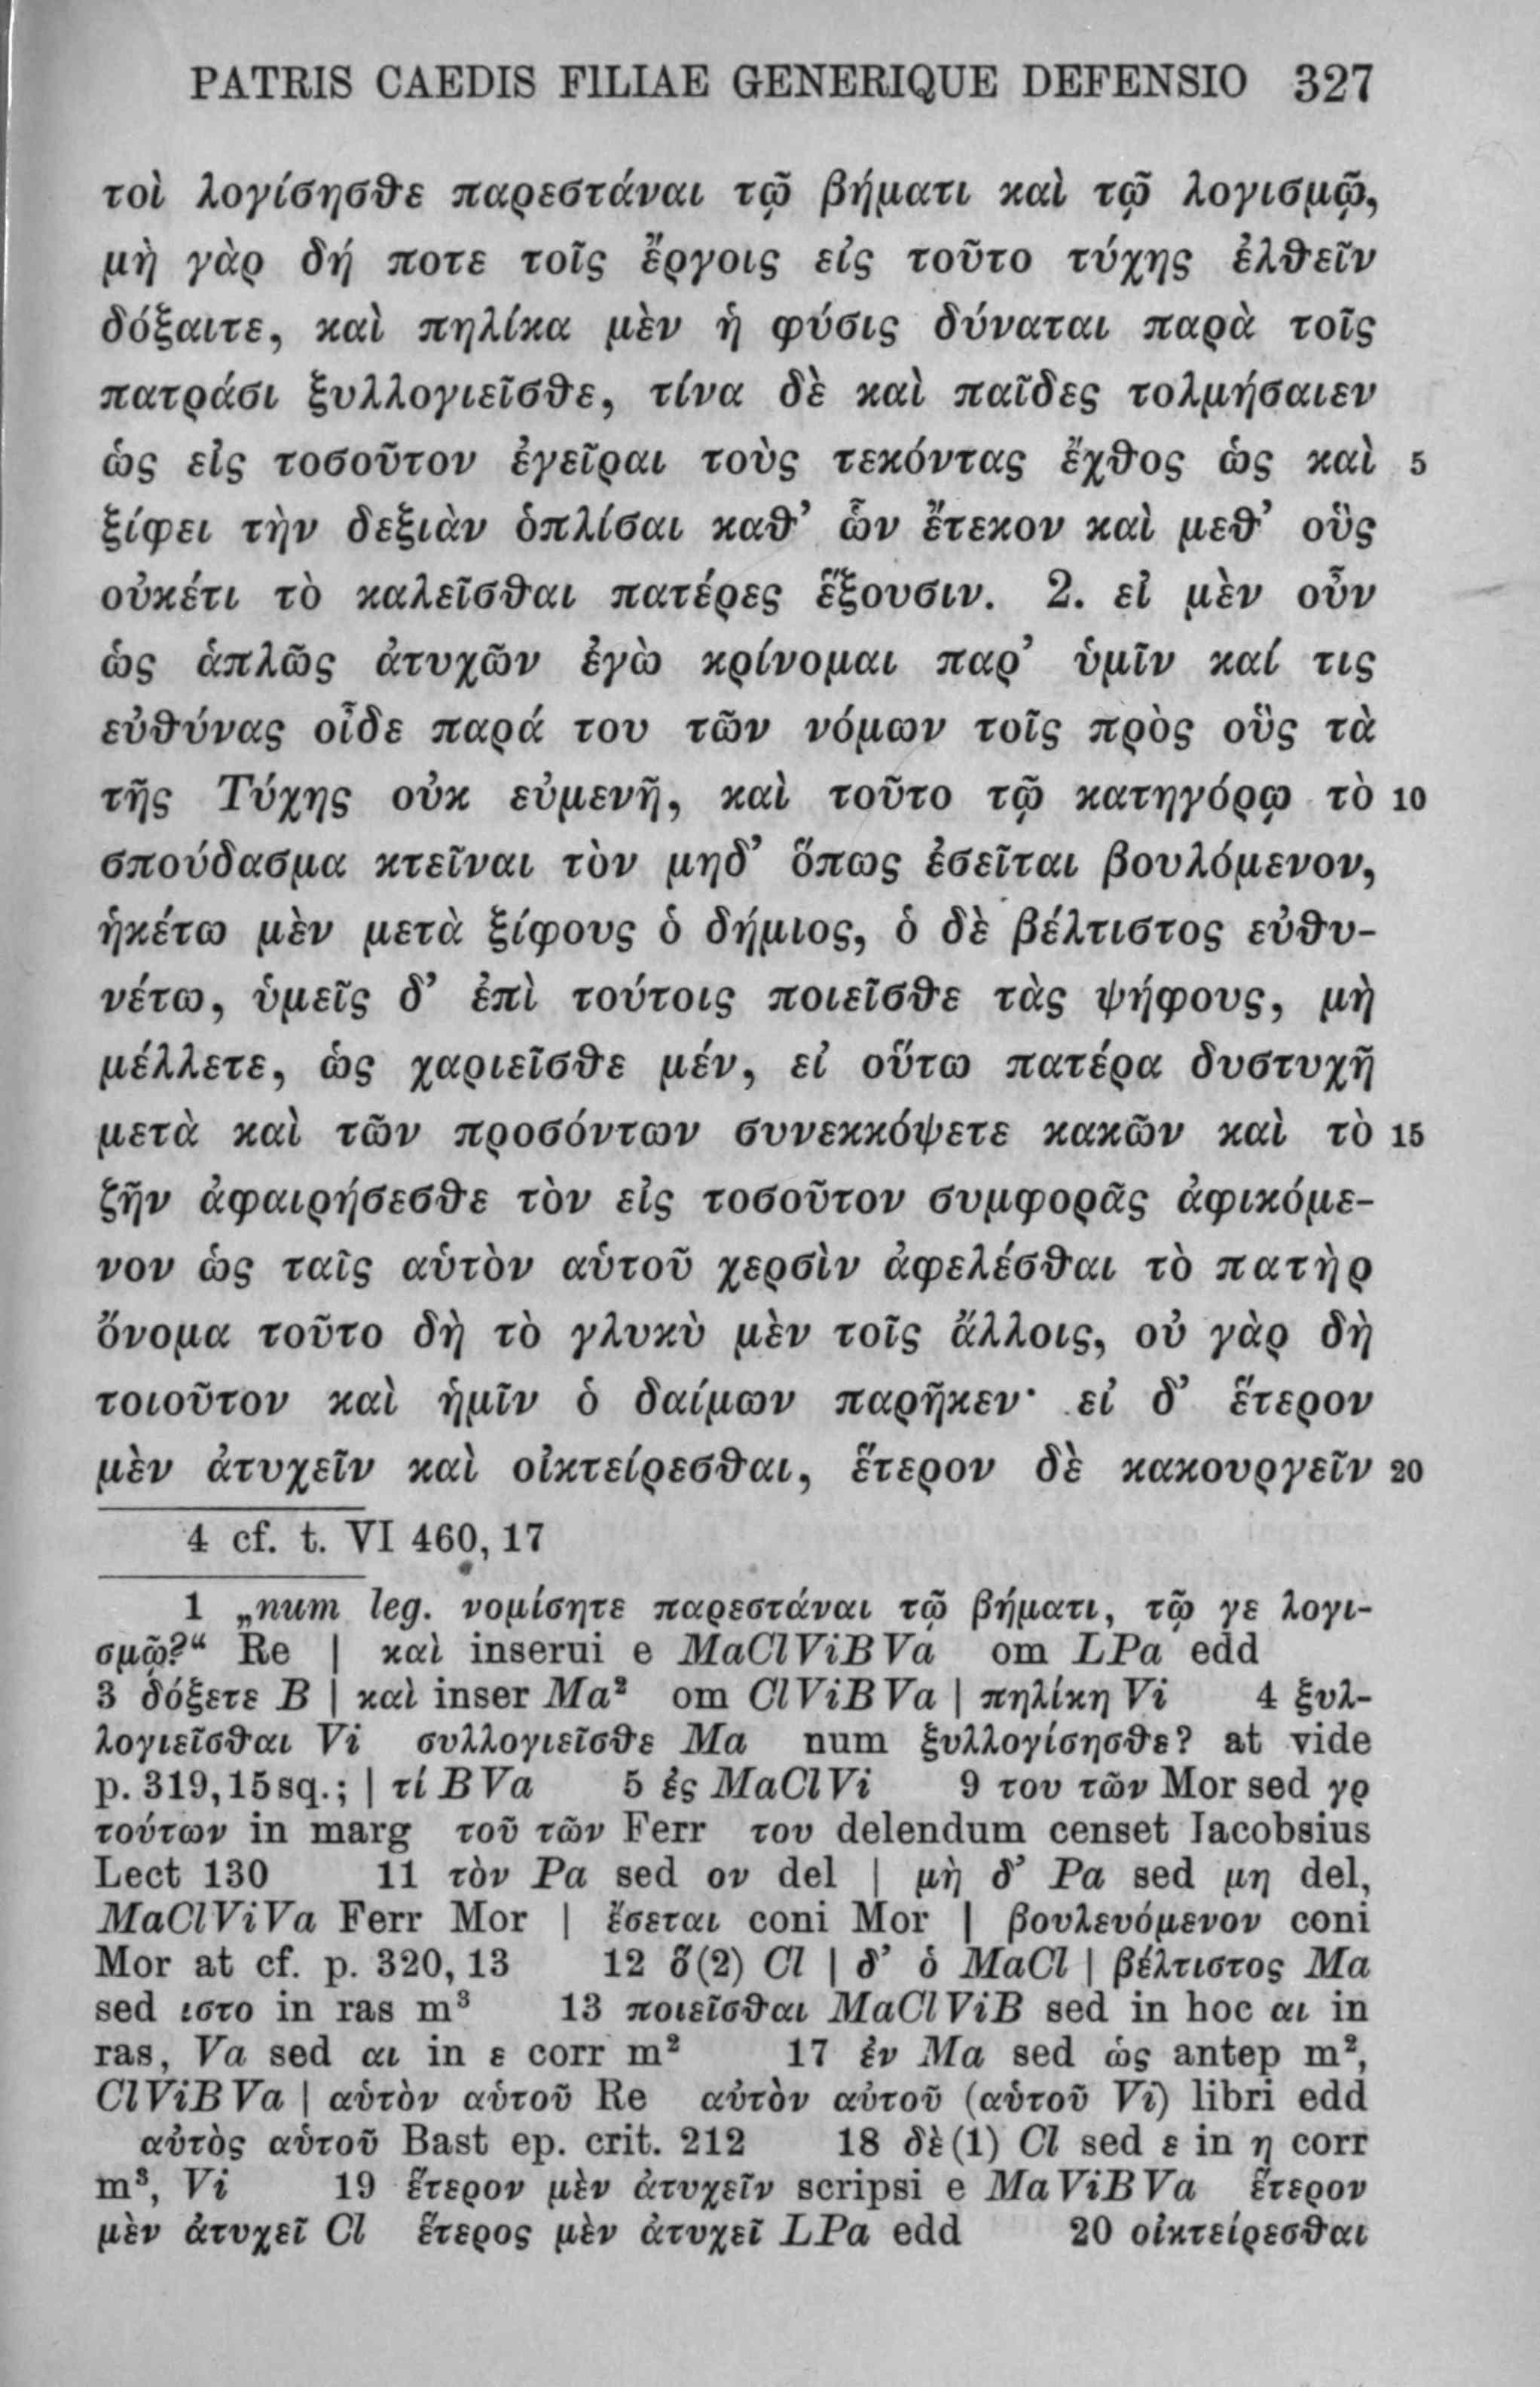 PATRIS CAEDIS FILIAE GENERIQUE DEFENSIO 327
τοὶ λογίσησθε παρεστάναι τῷ βήματι καὶ τῷ λογισμῷ,
μὴ γὰρ δή ποτε τοῖς ἔργοις εἰς τοῦτο τύχης ἐλθεῖν
δόξαιτε, καὶ πηλίκα μὲν ἡ φύσις δύναται παρὰ τοῖς
πατράσι ξυλλογιεῖσθε, τίνα δὲ καὶ παῖδες τολμήσαιεν
ὡς εἰς τοσοῦτον ἐγεῖραι τοὺς τεκόντας ἔχθος ὡς καὶ 5
ξίφει τὴν δεξιὰν ὁπλίσαι καθ’ ὧν ἔτεκον καὶ μεθ’ οὓς
οὐκέτι τὸ καλεῖσθαι πατέρες ἕξουσιν. 2. εἰ μὲν οὖν
ὡς ἁπλῶς ἀτυχῶν ἐγὼ κρίνομαι παρ’ ὑμῖν καί τις
εὐθύνας οἶδε παρά του τῶν νόμων τοῖς πρὸς οὓς τὰ
τῆς Τύχης οὐκ εὐμενῆ, καὶ τοῦτο τῷ κατηγόρῳ τὸ 10
σπούδασμα κτεῖναι τὸν μηδ’ ὅπως ἐσεῖται βουλόμενον,
ἡκέτω μὲν μετὰ ξίφους ὁ δήμιος, ὁ δὲ βέλτιστος εὐθυ-
νέτω, ὑμεῖς δ’ ἐπὶ τούτοις ποιεῖσθε τὰς ψήφους, μὴ
μέλλετε, ὡς χαριεῖσθε μέν, εἰ οὕτω πατέρα δυστυχῆ
μετὰ καὶ τῶν προσόντων συνεκκόψετε κακῶν καὶ τὸ 15
ζῆν ἀφαιρήσεσθε τὸν εἰς τοσοῦτον συμφορᾶς ἀφικόμε-
νον ὡς ταῖς αὑτὸν αὑτοῦ χερσὶν ἀφελέσθαι τὸ πατὴρ
ὄνομα τοῦτο δὴ τὸ γλυκὺ μὲν τοῖς ἄλλοις, οὐ γὰρ δὴ
τοιοῦτον καὶ ἡμῖν ὁ δαίμων παρῆκεν· εἰ δ’ ἕτερον
μὲν ἀτυχεῖν καὶ οἰκτείρεσθαι, ἕτερον δὲ κακουργεῖν 20
4 cf. t. VI 460, 17
1 „num leg. νομίσητε παρεστάναι τῷ βήματι, τῷ γε λογι-
σμῷ?“ Re | καὶ inserui e MaClViBVa om LPa edd
3 δόξετε B | καὶ inser Ma² om ClViBVa | πηλίκη Vi 4 ξυλ-
λογιεῖσθαι Vi συλλογιεῖσθε Ma num ξυλλογίσησθε? at vide
p. 319, 15 sq.; | τί BVa 5 ἐς MaClVi 9 του τῶν Mor sed γρ
τούτων in marg τοῦ τῶν Ferr του delendum censet Iacobsius
Lect 130 11 τὸν Pa sed ον del | μὴ δ’ Pa sed μη del,
MaClViVa Ferr Mor | ἔσεται coni Mor | βουλευόμενον coni
Mor at cf. p. 320, 13 12 ὃ (2) Cl | δ’ ὁ MaCl | βέλτιστος Ma
sed ιστο in ras m³ 13 ποιεῖσθαι MaClViB sed in hoc αι in
ras, Va sed αι in ε corr m² 17 ἐν Ma sed ὡς antep m²,
ClViBVa | αὑτὸν αὑτοῦ Re αὐτὸν αὐτοῦ (αὑτοῦ Vi) libri edd
αὐτὸς αὑτοῦ Bast ep. crit. 212 18 δὲ (1) Cl sed ε in η corr
m³, Vi 19 ἕτερον μὲν ἀτυχεῖν scripsi e MaViBVa ἕτερον
μὲν ἀτυχεῖ Cl ἕτερος μὲν ἀτυχεῖ LPa edd 20 οἰκτείρεσθαι